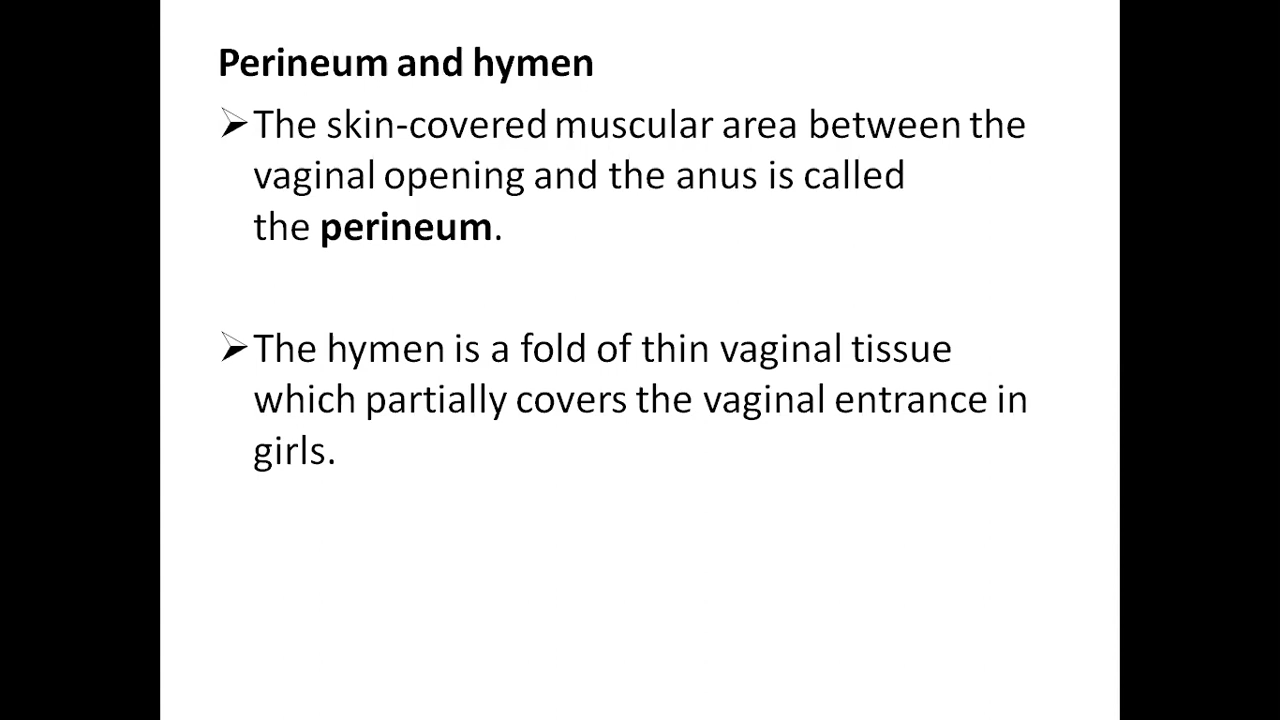 Perineum and hymen
➢The skin-covered muscular area between the
vaginal opening and the anus is called
the perineum.
➢The hymen is a fold of thin vaginal tissue
which partially covers the vaginal entrance in
girls.